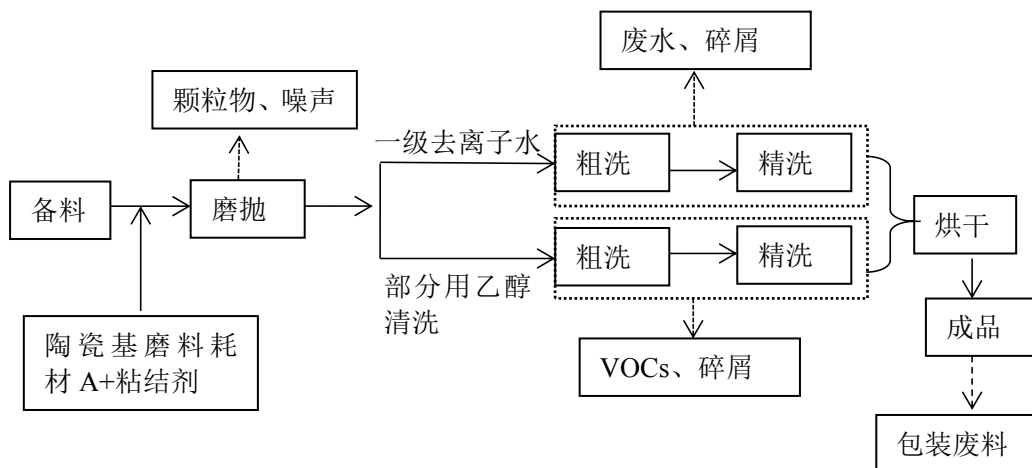 废水、碎屑
颗粒物、噪声
一级去离子水
粗洗
精洗
备料
磨抛
烘干
粗洗
精洗
部分用乙醇
清洗
陶瓷基磨料耗
材 A+粘结剂
VOCs、碎屑
成品
包装废料